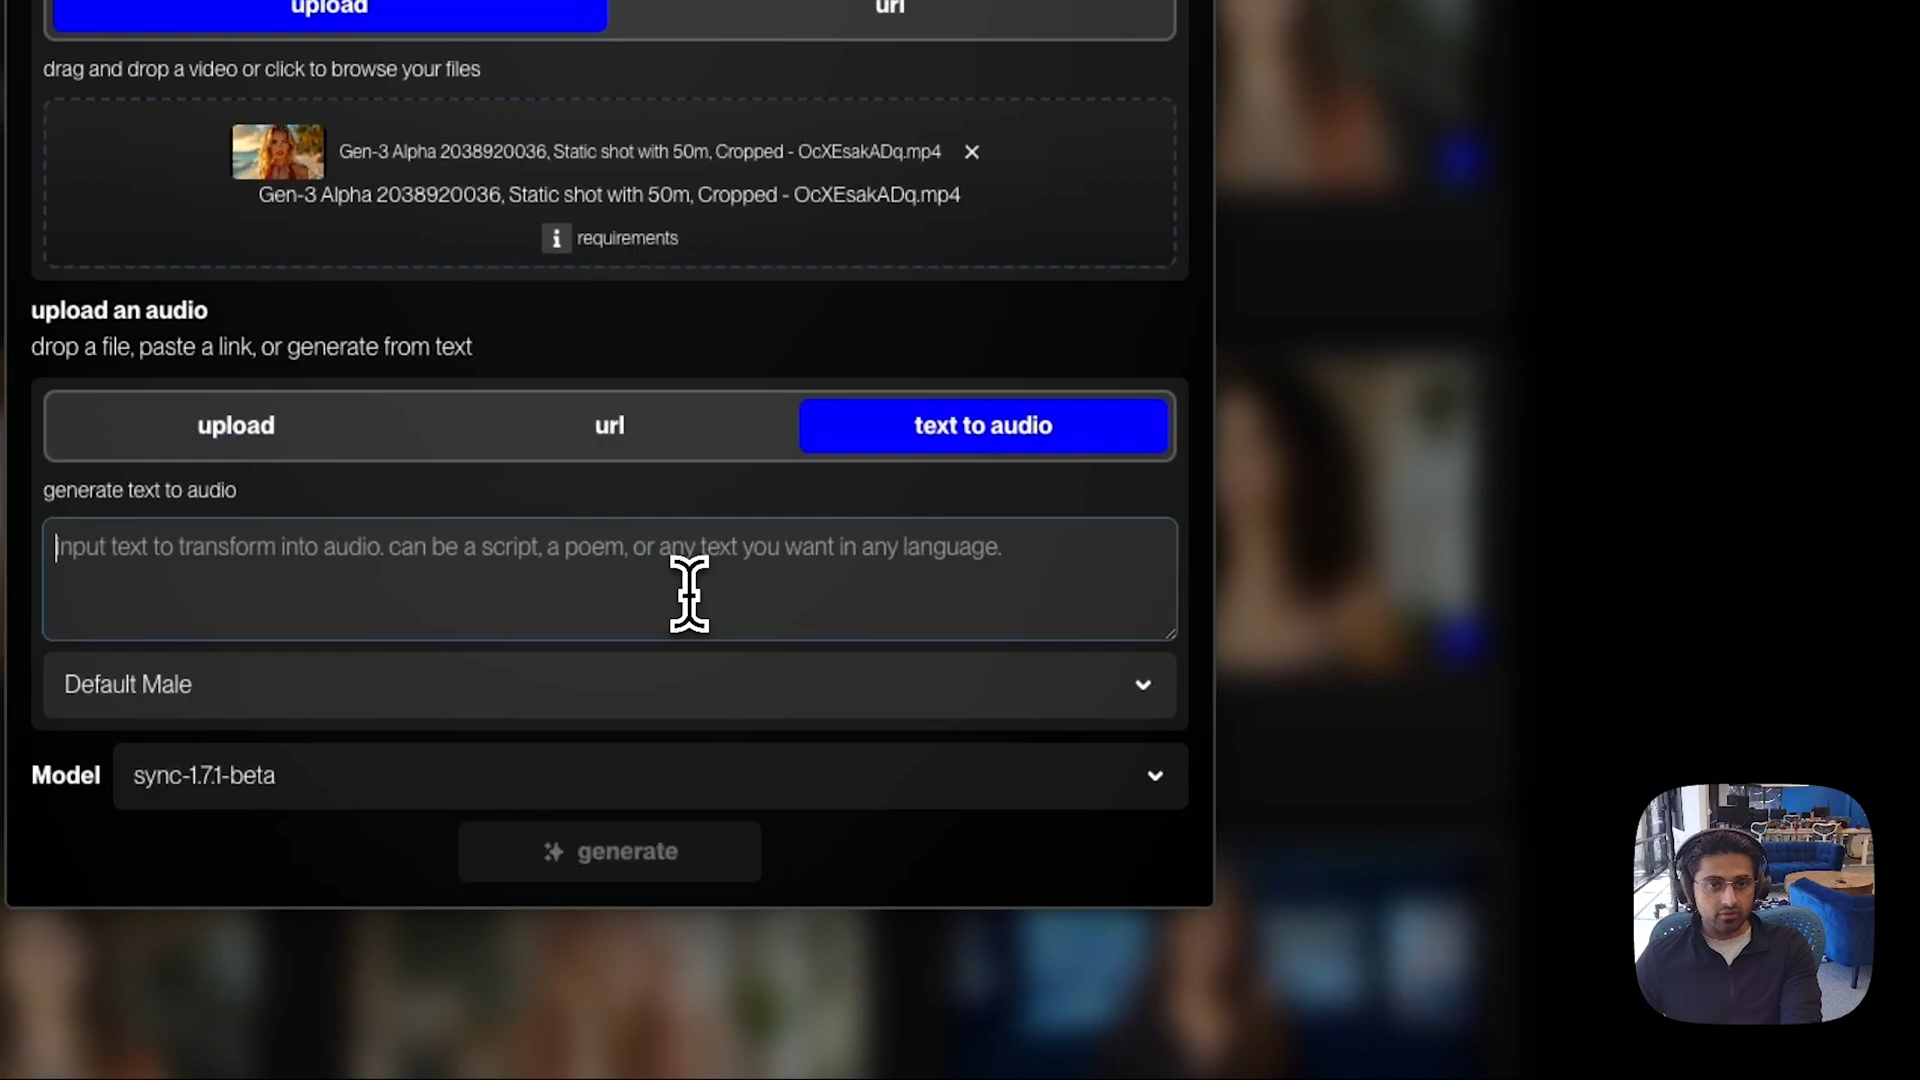 upload
url
drag and drop a video or click to browse your files
Gen-3 Alpha 2038920036, Static shot with 50m, Cropped - OcXEsakADq.mp4
Gen-3 Alpha 2038920036, Static shot with 50m, Cropped - OcXEsakADq.mp4
requirements
upload an audio
drop a file, paste a link, or generate from text
upload
url
text to audio
generate text to audio
input text to transform into audio. can be a script, a poem, or any text you want in any language.
Default Male
Model
sync-1.7.1-beta
generate